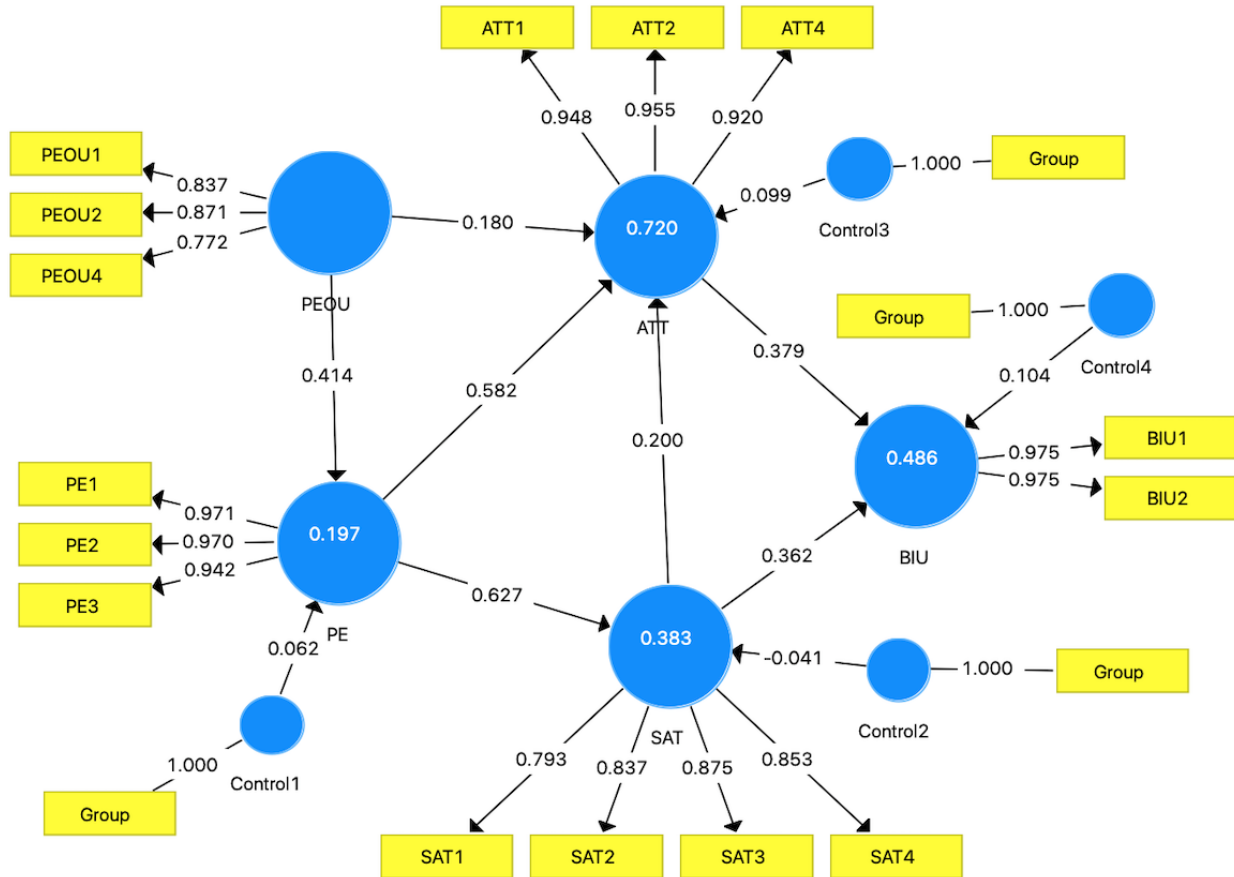 ATT1 ATT2 ATT4
0.948 0.955 0.920
PEOU1
PEOU2
PEOU4
0.837
0.871
0.772
PEOU
0.180
0.720
ATT
0.099
Control3
1.000
Group
Group
1.000
Control4
0.104
0.414
0.582
0.200
0.379
0.486
BIU
0.975
0.975
BIU1
BIU2
PE1
PE2
PE3
0.971
0.970
0.942
0.197
PE
0.627
0.362
0.383
SAT
-0.041
Control2
1.000
Group
0.062
Control1
1.000
Group
0.793 0.837 0.875 0.853
SAT1 SAT2 SAT3 SAT4